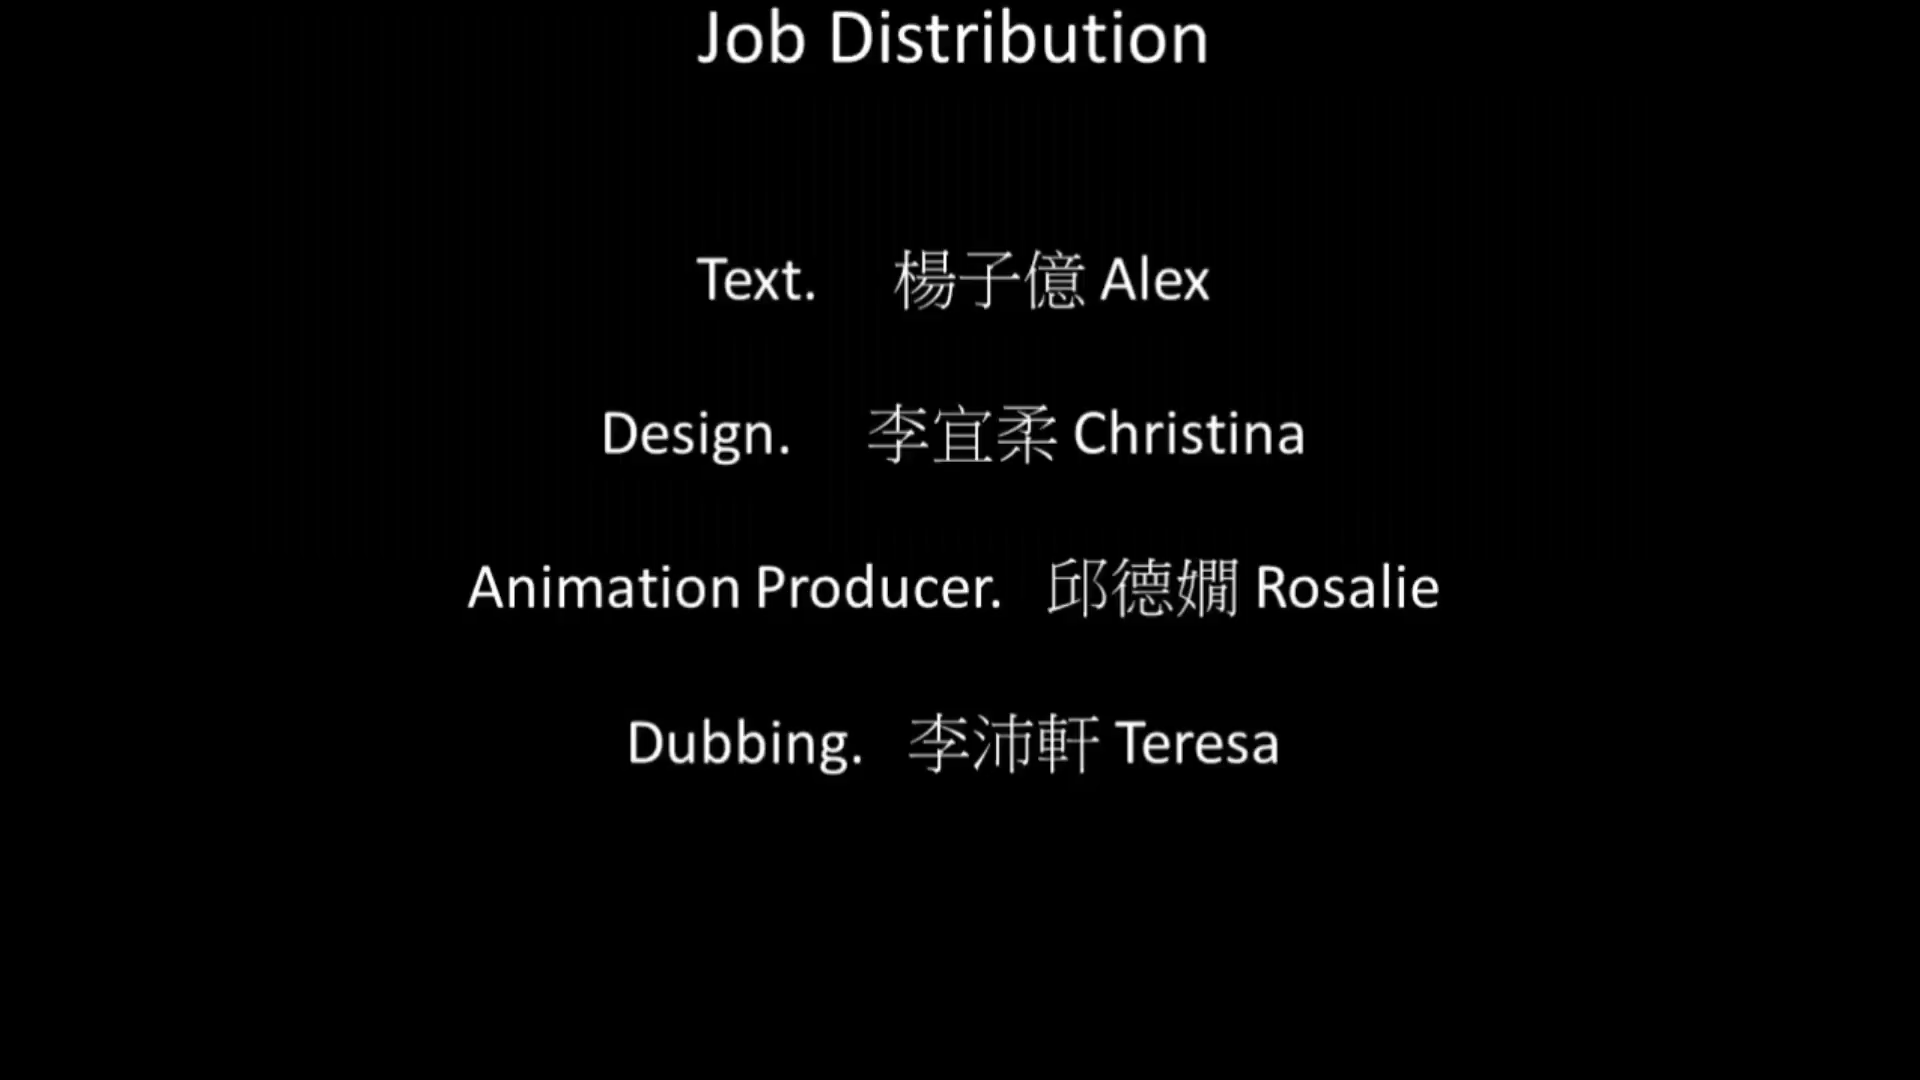 Job Distribution
Text. 楊子億 Alex
Design. 李宜柔 Christina
Animation Producer. 邱德嫺 Rosalie
Dubbing. 李沛軒 Teresa